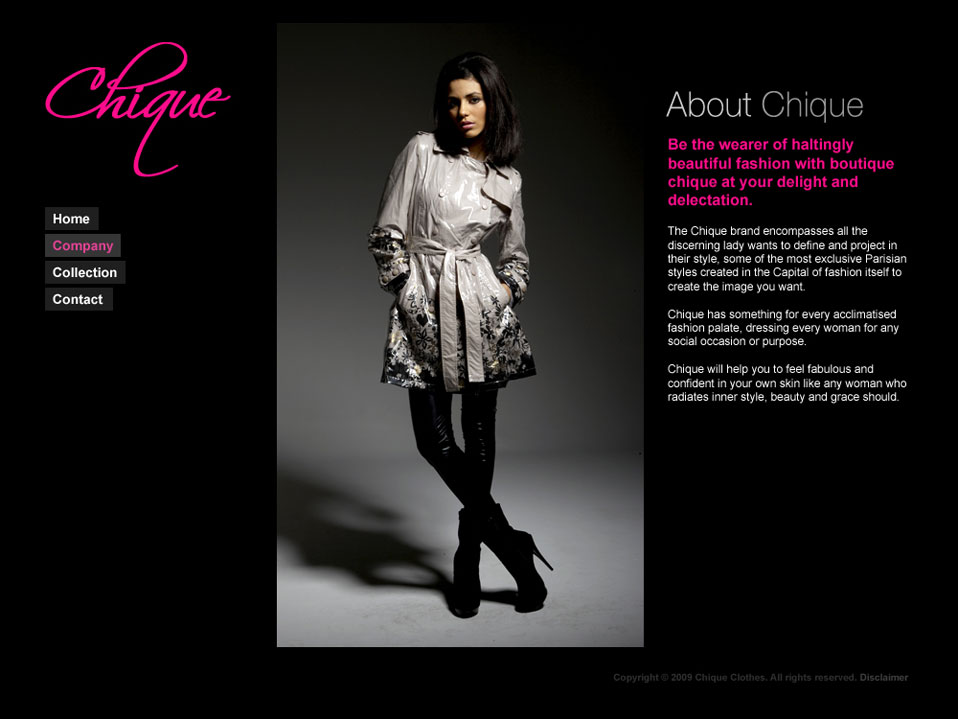 Chique
Home
Company
Collection
Contact
About Chique
Be the wearer of haltingly
beautiful fashion with boutique
chique at your delight and
delectation.
The Chique brand encompasses all the
discerning lady wants to define and project in
their style, some of the most exclusive Parisian
styles created in the Capital of fashion itself to
create the image you want.
Chique has something for every acclimatised
fashion palate, dressing every woman for any
social occasion or purpose.
Chique will help you to feel fabulous and
confident in your own skin like any woman who
radiates inner style, beauty and grace should.
Copyright © 2009 Chique Clothes. All rights reserved. Disclaimer